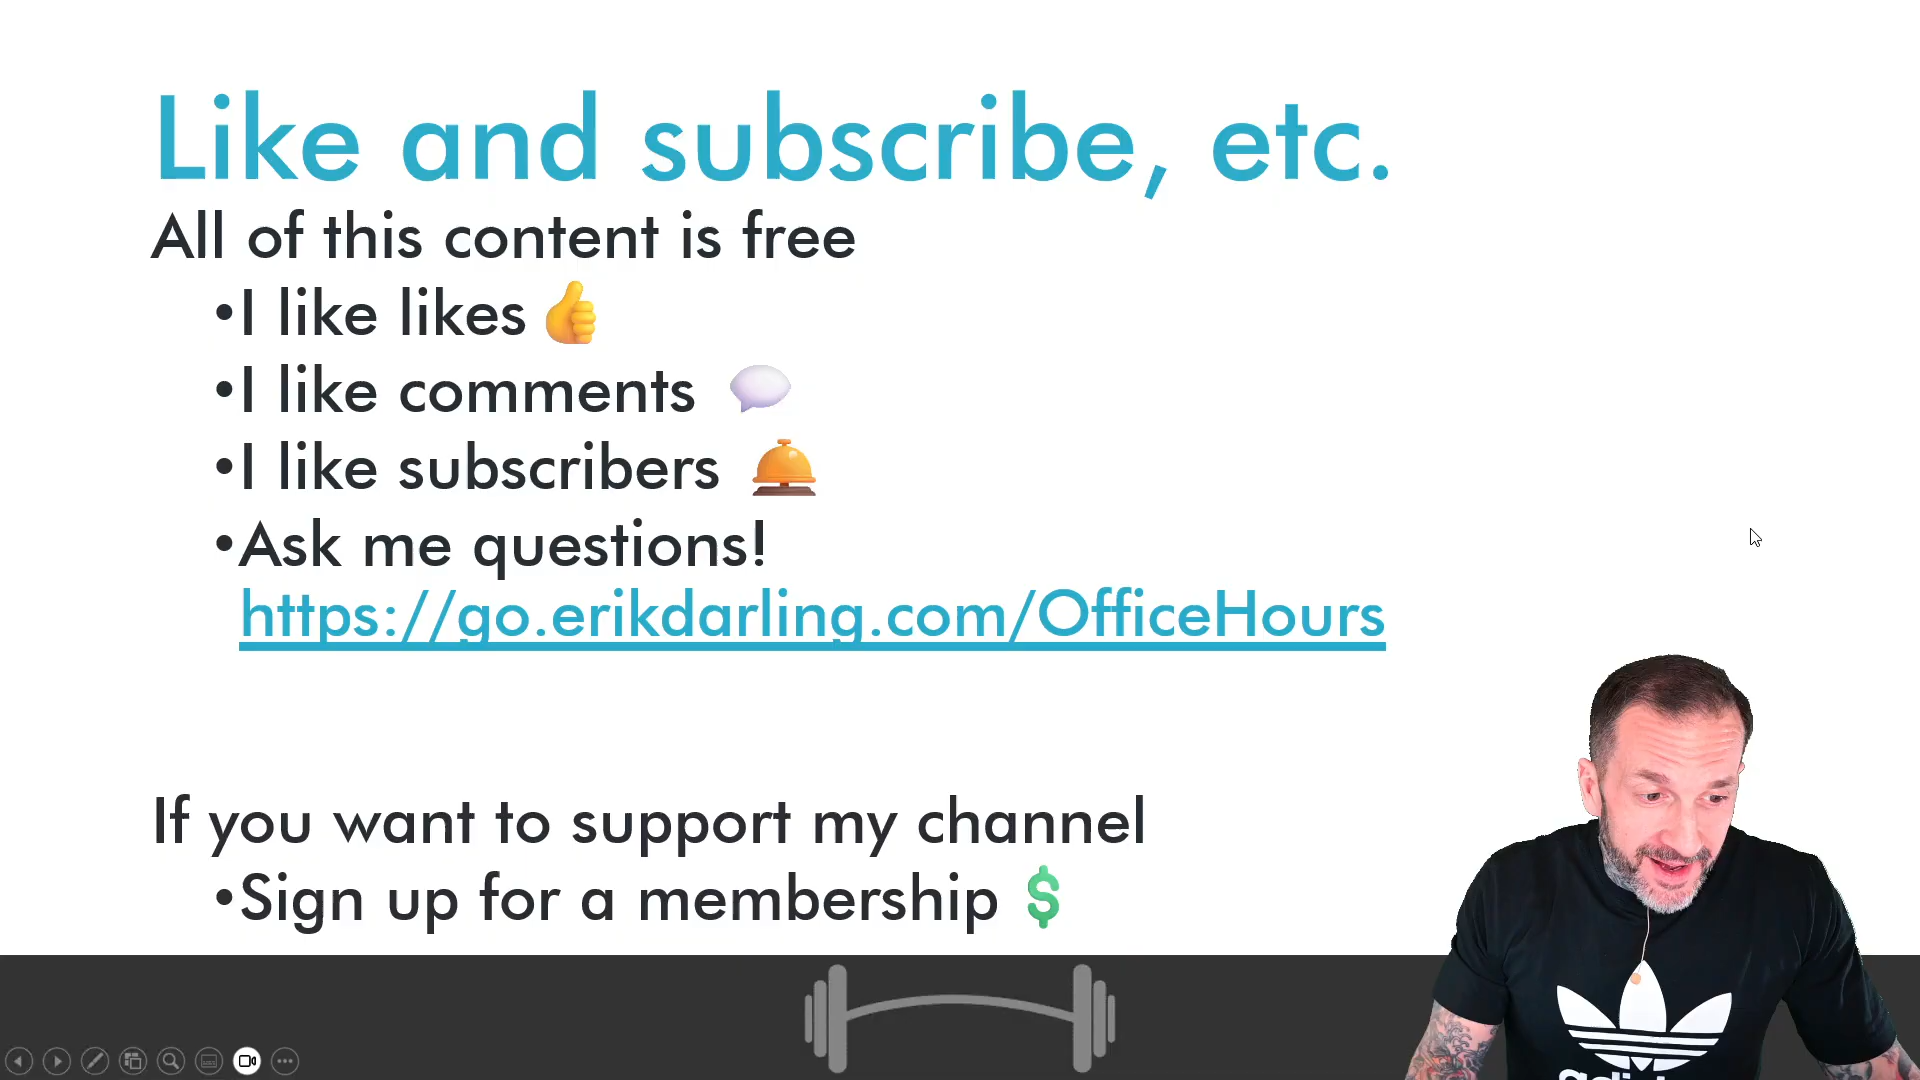 Like and subscribe, etc.
All of this content is free
•I like likes 👍
•I like comments 💬
•I like subscribers 🛎️
•Ask me questions!
https://go.erikdarling.com/OfficeHours
If you want to support my channel
•Sign up for a membership 💲